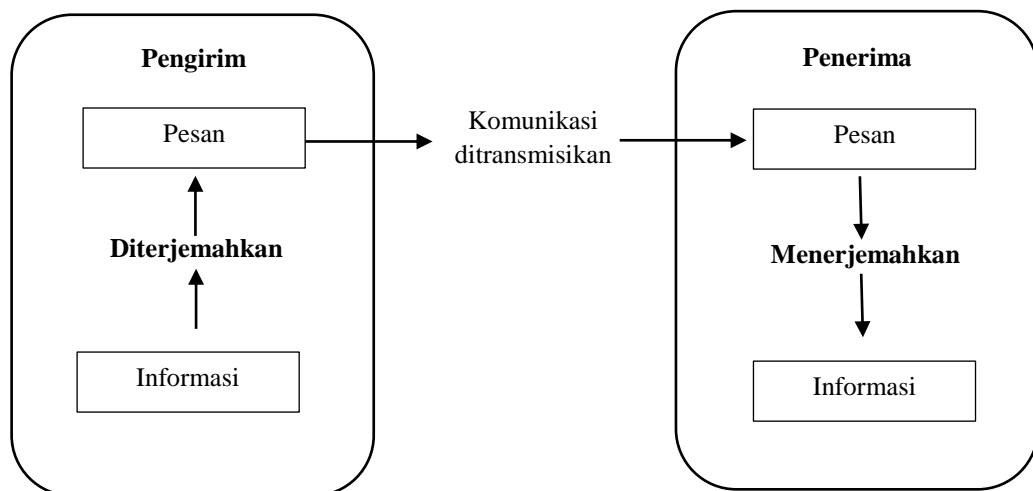 Pengirim
Pesan
Diterjemahkan
Informasi
Komunikasi
ditransmisikan
Penerima
Pesan
Menerjemahkan
Informasi